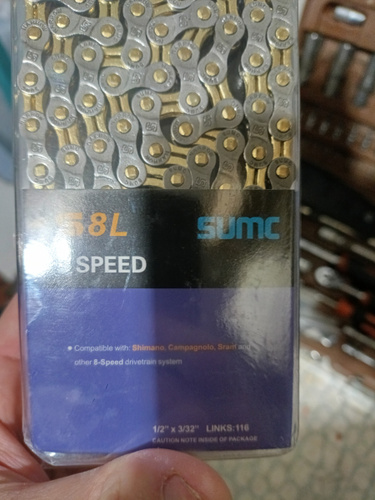 S8L
SUMC
SPEED
Compatible with: Shimano, Campagnolo, Sram and
other 8-Speed drivetrain system
1/2" x 3/32" LINKS:116
CAUTION NOTE INSIDE OF PACKAGE